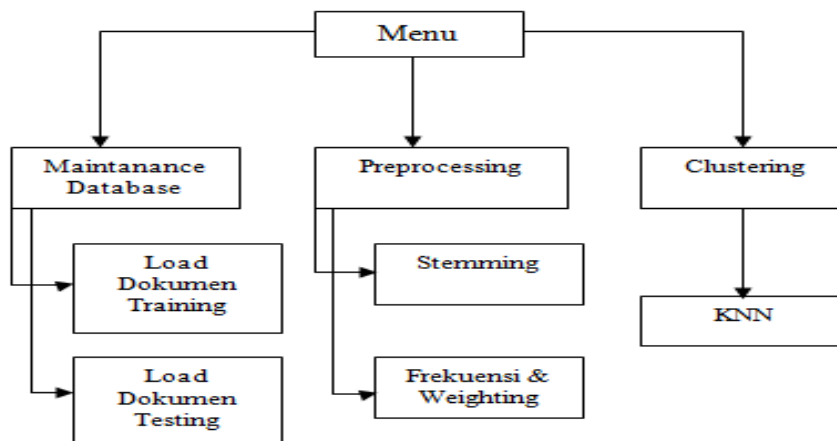 Menu
Maintanance
Database
Preprocessing
Clustering
Load
Dokumen
Training
Stemming
KNN
Load
Dokumen
Testing
Frekuensi &
Weighting